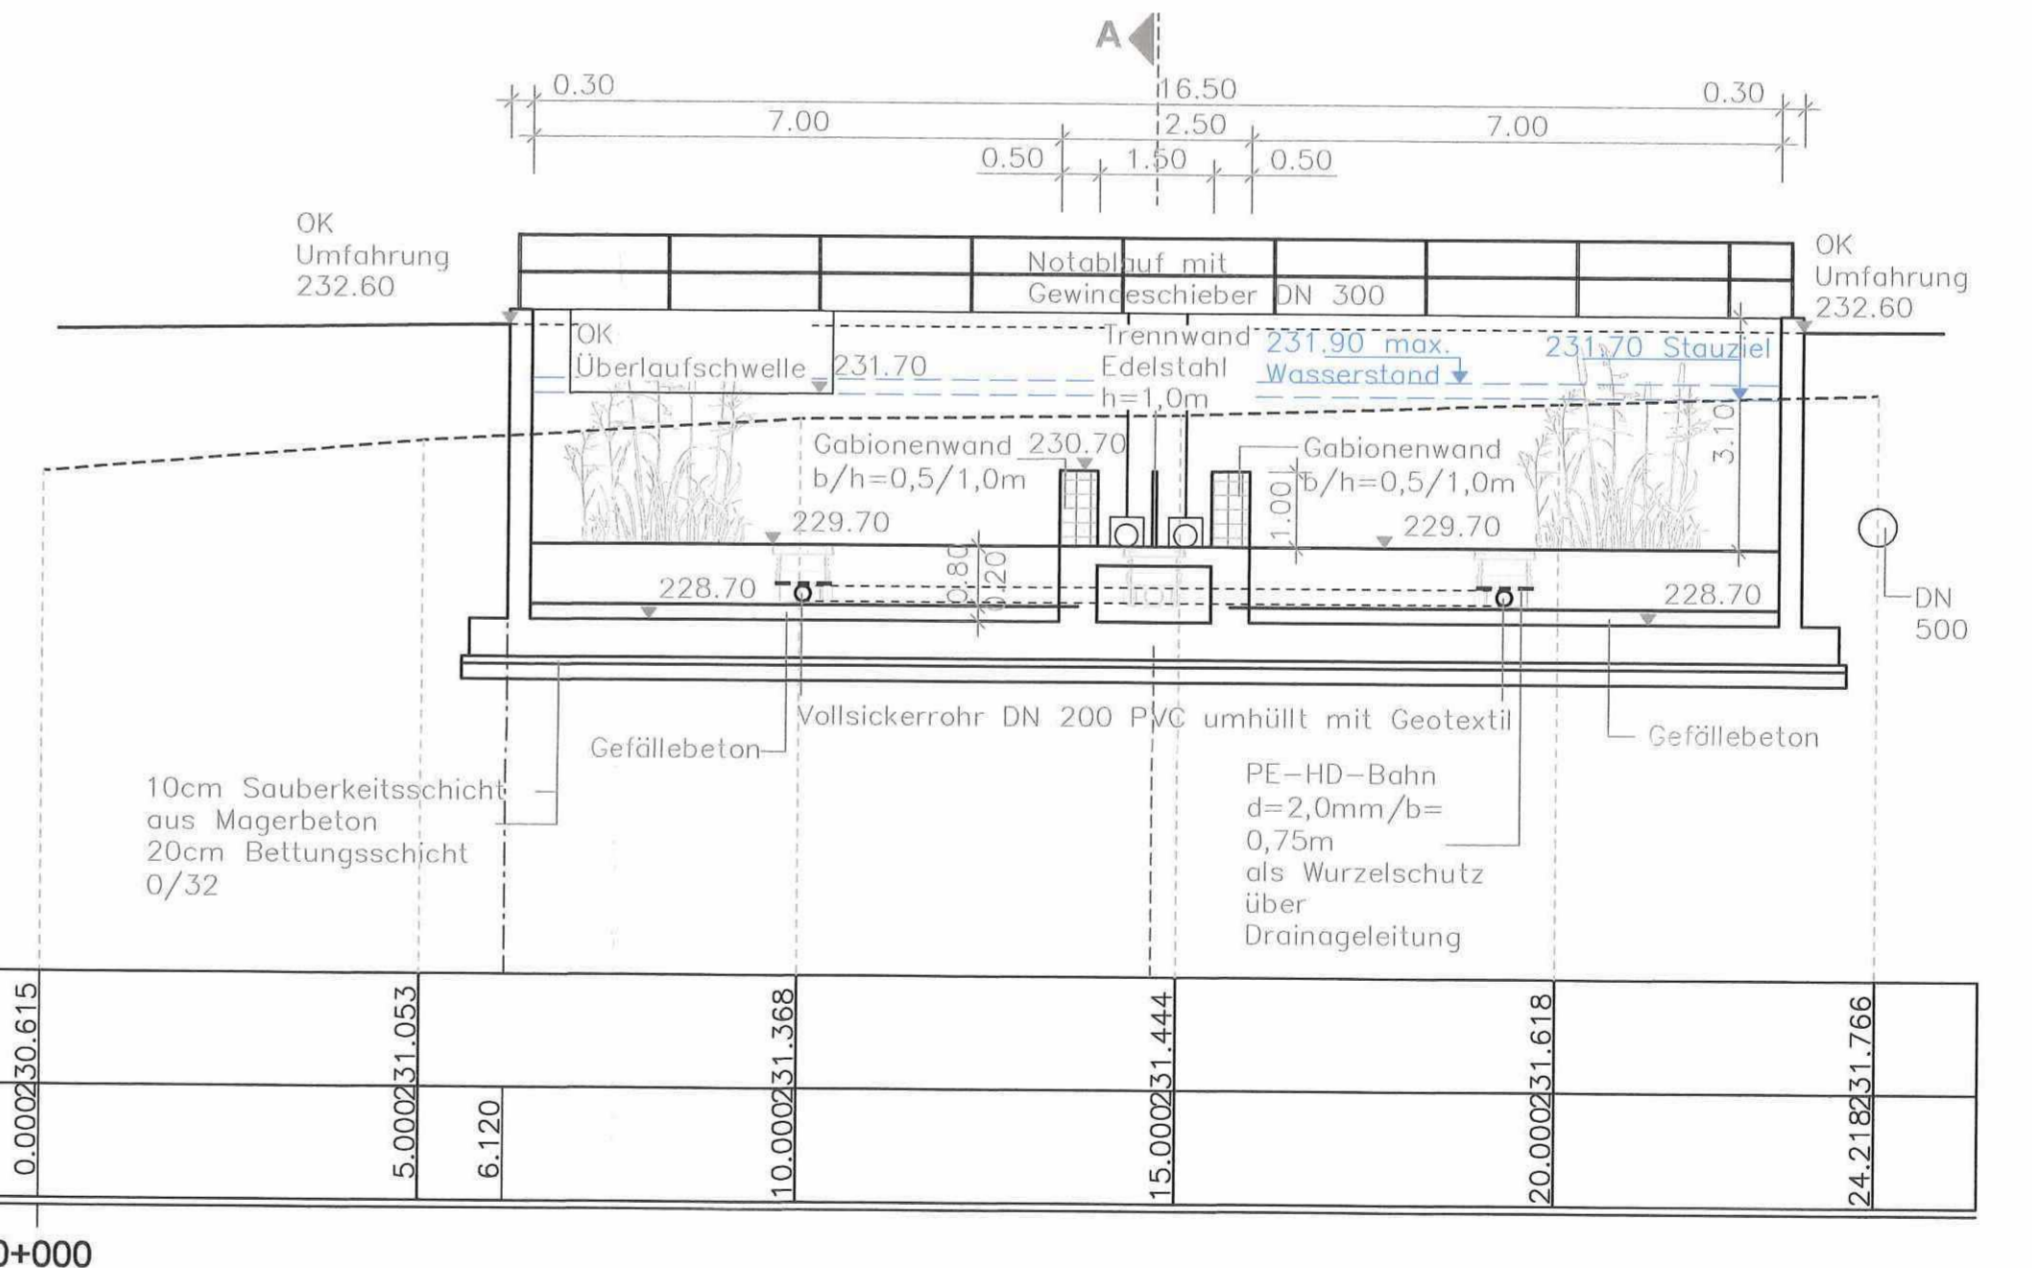 A
0.30
16.50
0.30
7.00
2.50
7.00
0.50
1.50
0.50
OK
Umfahrung
232.60
OK
Umfahrung
232.60
Notablauf mit
Gewindeschieber DN 300
OK
Überlaufschwelle
231.70
Trennwand
Edelstahl
h=1,0m
231.90 max.
Wasserstand
231.70 Stauziel
Gabionenwand
b/h=0,5/1,0m
230.70
Gabionenwand
b/h=0,5/1,0m
1.00
3.10
229.70
229.70
0.80
0.20
228.70
228.70
DN
500
Vollsickerrohr DN 200 PVC umhüllt mit Geotextil
Gefällebeton
Gefällebeton
10cm Sauberkeitsschicht
aus Magerbeton
20cm Bettungsschicht
0/32
PE-HD-Bahn
d=2,0mm/b=
0,75m
als Wurzelschutz
über
Drainageleitung
230.615
231.053
231.368
231.444
231.618
231.766
0.000
5.000
6.120
10.000
15.000
20.000
24.218
0+000